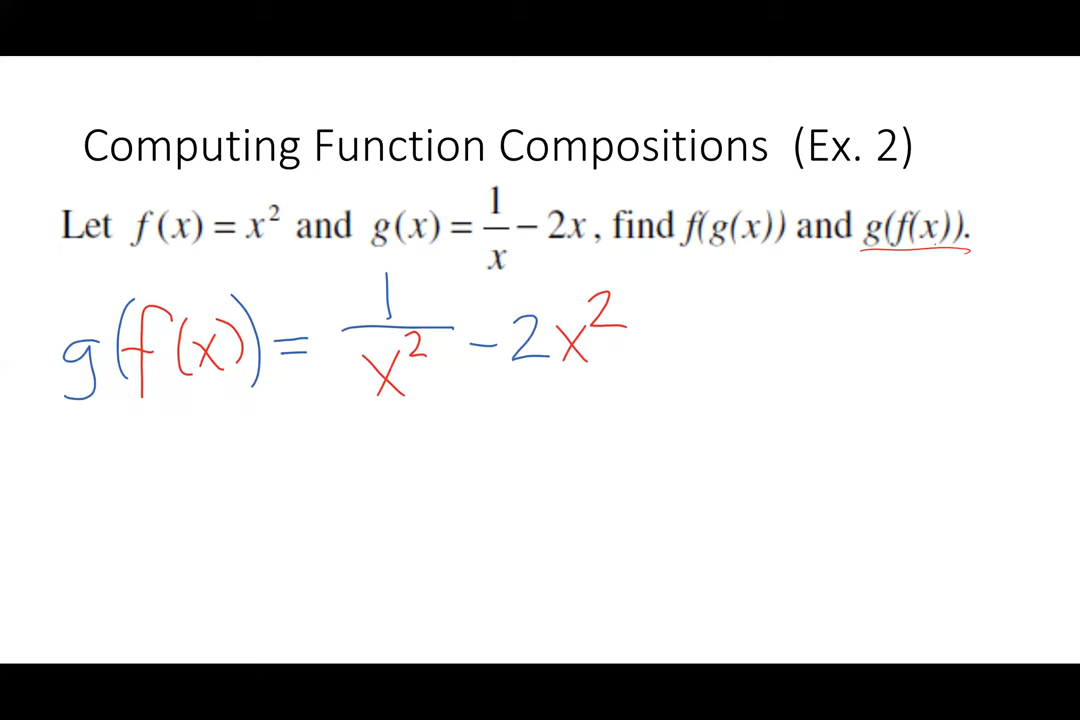 Computing Function Compositions (Ex. 2)
Let f(x) = x² and g(x) = 1/x − 2x, find f(g(x)) and g(f(x)).
g(f(x)) = 1/x² − 2x²